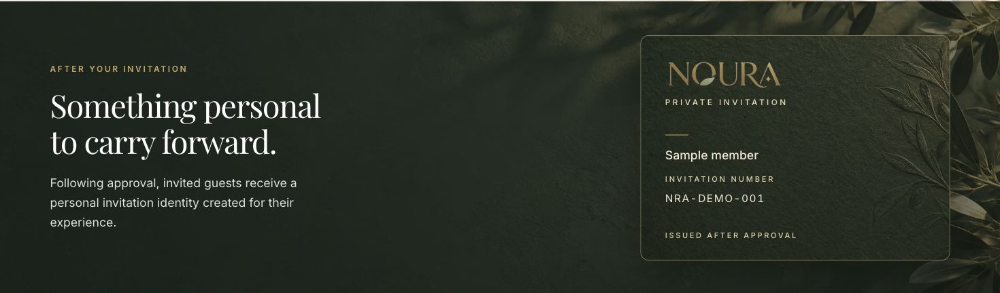 AFTER YOUR INVITATION
Something personal
to carry forward.
Following approval, invited guests receive a
personal invitation identity created for their
experience.
NOURA
PRIVATE INVITATION
Sample member
INVITATION NUMBER
NRA-DEMO-001
ISSUED AFTER APPROVAL